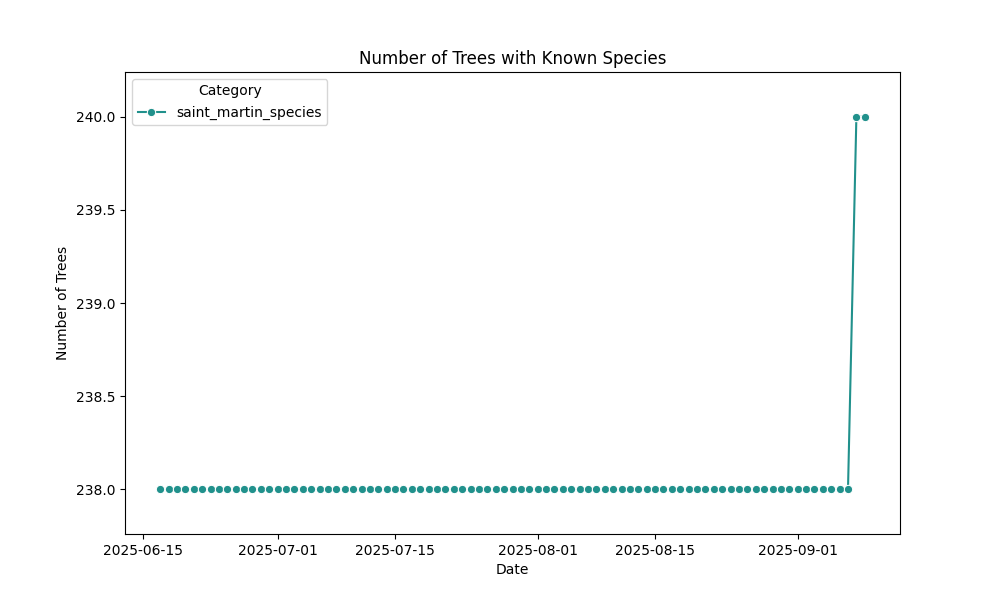 Number of Trees with Known Species
Category
saint_martin_species
240.0
239.5
239.0
238.5
238.0
Number of Trees
2025-06-15
2025-07-01
2025-07-15
2025-08-01
2025-08-15
2025-09-01
Date